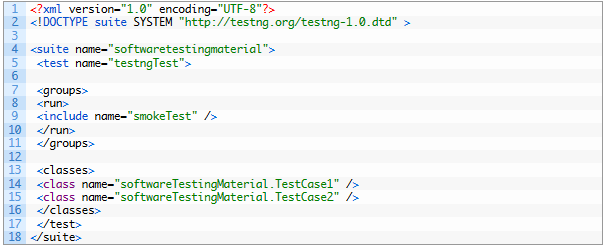 1 <?xml version="1.0" encoding="UTF-8"?>
2 <!DOCTYPE suite SYSTEM "http://testng.org/testng-1.0.dtd" >
3
4 <suite name="softwaretestingmaterial">
5 <test name="testngTest">
6
7 <groups>
8 <run>
9 <include name="smokeTest" />
10 </run>
11 </groups>
12
13 <classes>
14 <class name="softwareTestingMaterial.TestCase1" />
15 <class name="softwareTestingMaterial.TestCase2" />
16 </classes>
17 </test>
18 </suite>